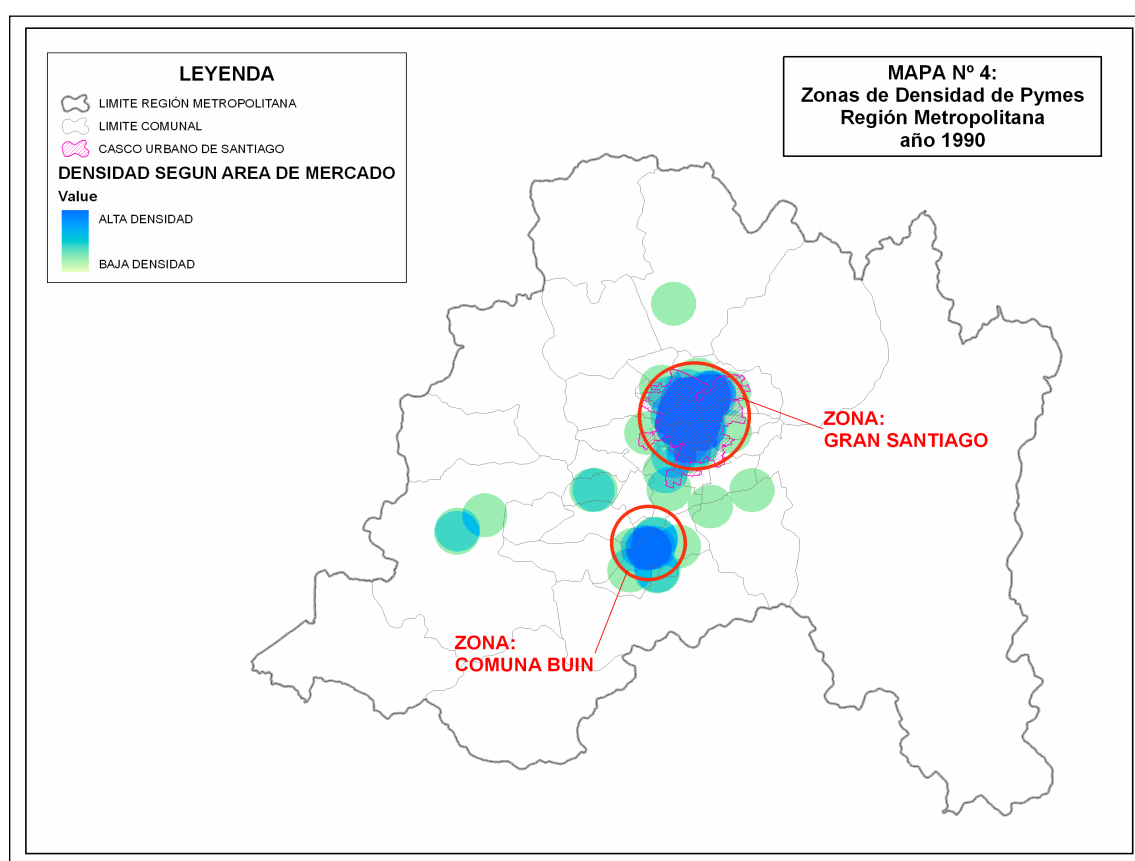 LEYENDA
LIMITE REGIÓN METROPOLITANA
LIMITE COMUNAL
CASCO URBANO DE SANTIAGO
DENSIDAD SEGUN AREA DE MERCADO
Value
ALTA DENSIDAD
BAJA DENSIDAD
MAPA Nº 4:
Zonas de Densidad de Pymes
Región Metropolitana
año 1990
ZONA:
GRAN SANTIAGO
ZONA:
COMUNA BUIN